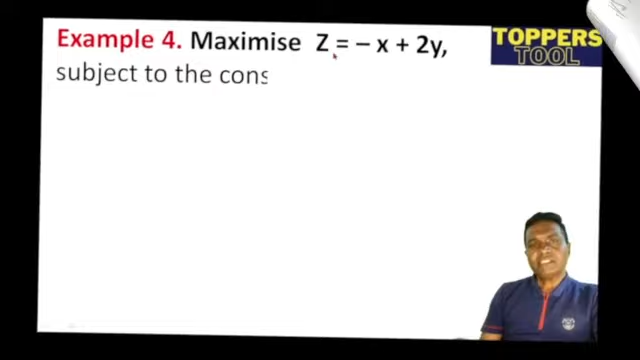 Example 4. Maximise Z = – x + 2y,
subject to the cons
TOPPERS
TOOL